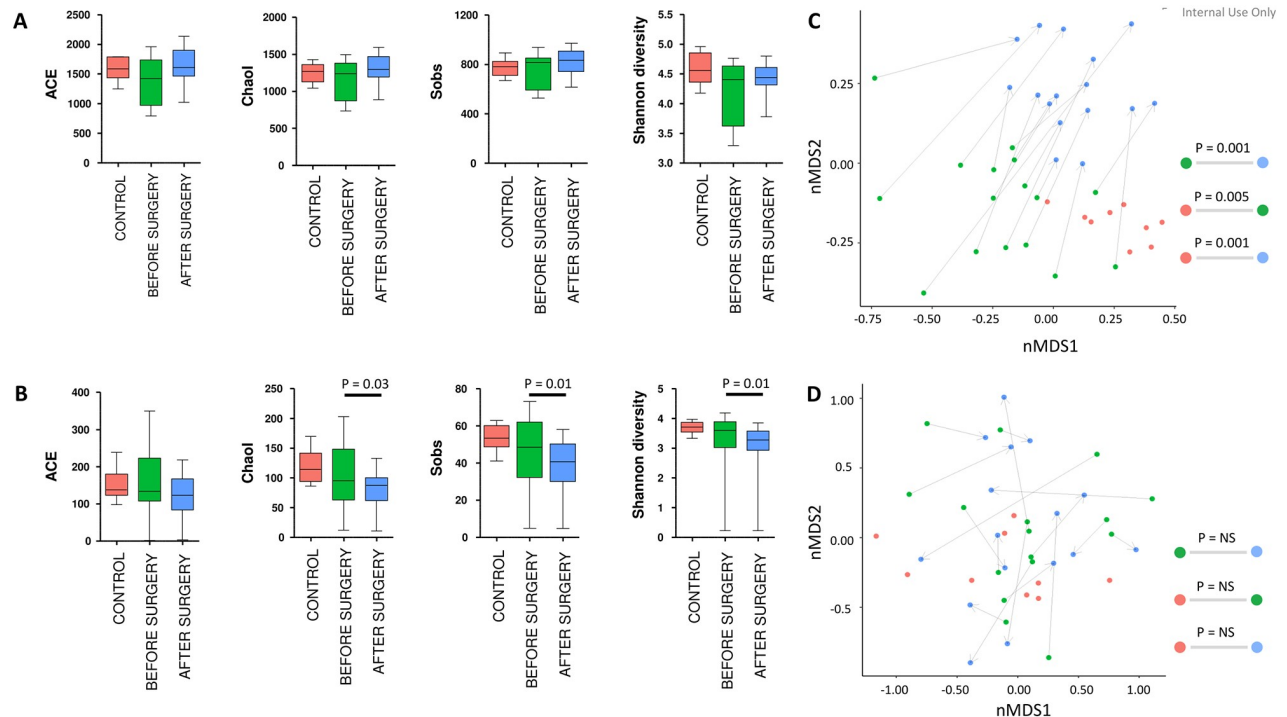 A
ACE
2500
2000
1500
1000
500
0
CONTROL
BEFORE SURGERY
AFTER SURGERY
ChaoI
2000
1500
1000
500
0
CONTROL
BEFORE SURGERY
AFTER SURGERY
Sobs
1200
800
400
0
CONTROL
BEFORE SURGERY
AFTER SURGERY
Shannon diversity
5.5
5.0
4.5
4.0
3.5
3.0
CONTROL
BEFORE SURGERY
AFTER SURGERY
C
Internal Use Only
nMDS2
0.25
0.00
-0.25
-0.75
-0.50
-0.25
0.00
0.25
0.50
nMDS1
P = 0.001
P = 0.005
P = 0.001
B
ACE
400
300
200
100
0
CONTROL
BEFORE SURGERY
AFTER SURGERY
ChaoI
250
200
150
100
50
0
P = 0.03
CONTROL
BEFORE SURGERY
AFTER SURGERY
Sobs
80
60
40
20
0
P = 0.01
CONTROL
BEFORE SURGERY
AFTER SURGERY
Shannon diversity
5
4
3
2
1
0
P = 0.01
CONTROL
BEFORE SURGERY
AFTER SURGERY
D
nMDS2
1.00
0.5
0.00
-0.5
-1.00
-0.50
0.00
0.50
1.00
nMDS1
P = NS
P = NS
P = NS